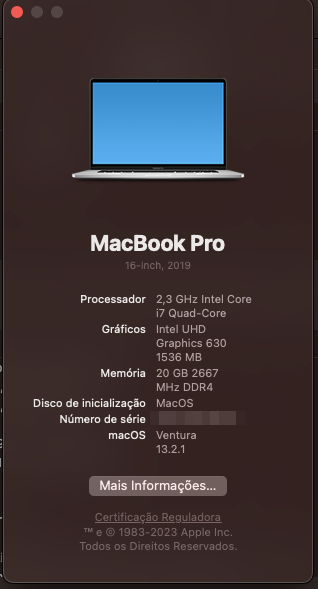 MacBook Pro
16-inch, 2019
Processador 2,3 GHz Intel Core
i7 Quad-Core
Gráficos Intel UHD
Graphics 630
1536 MB
Memória 20 GB 2667
MHz DDR4
Disco de inicialização MacOS
Número de série
macOS Ventura
13.2.1
Mais Informações...
Certificação Reguladora
™ e © 1983-2023 Apple Inc.
Todos os Direitos Reservados.